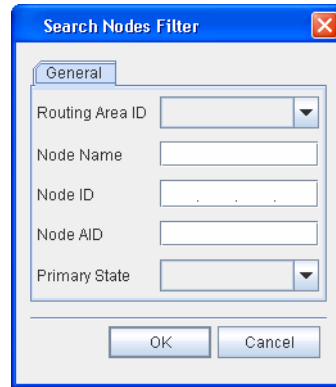 Search Nodes Filter
General
Routing Area ID
Node Name
Node ID
. . .
Node AID
Primary State
OK
Cancel